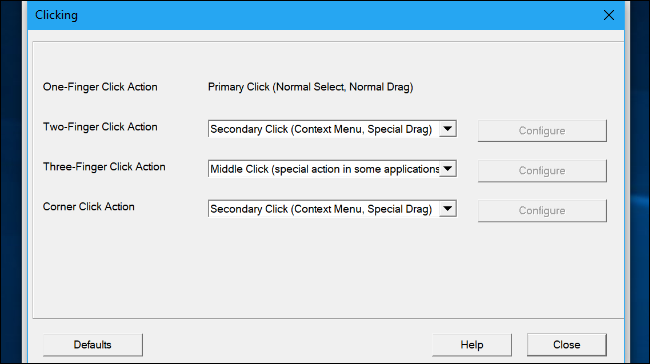 Clicking
One-Finger Click Action Primary Click (Normal Select, Normal Drag)
Two-Finger Click Action Secondary Click (Context Menu, Special Drag) Configure
Three-Finger Click Action Middle Click (special action in some applications Configure
Corner Click Action Secondary Click (Context Menu, Special Drag) Configure
Defaults Help Close